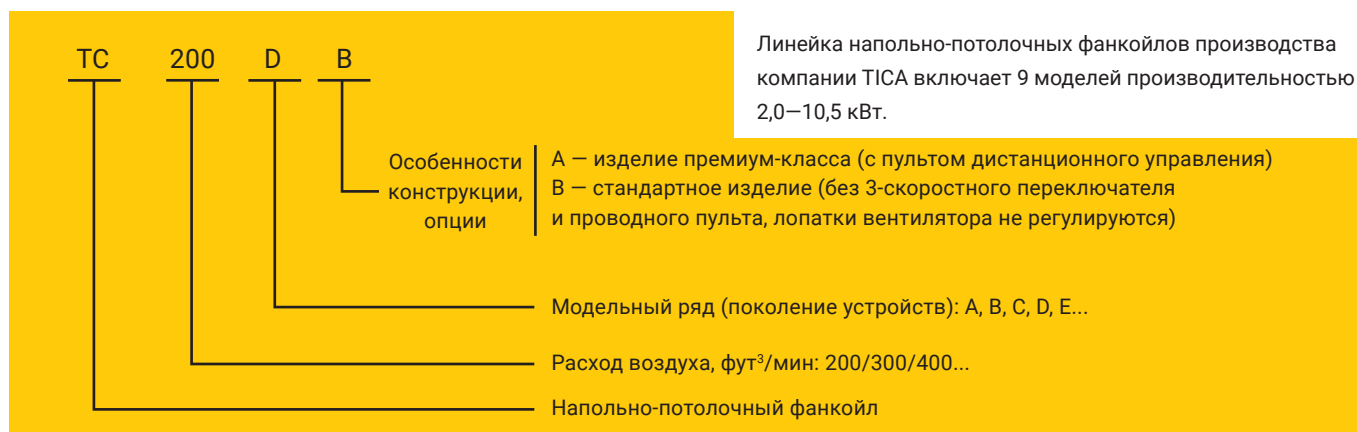 TC 200 D B
Линейка напольно-потолочных фанкойлов производства
компании TICA включает 9 моделей производительностью
2,0—10,5 кВт.
Особенности
конструкции,
опции
A — изделие премиум-класса (с пультом дистанционного управления)
B — стандартное изделие (без 3-скоростного переключателя
и проводного пульта, лопатки вентилятора не регулируются)
Модельный ряд (поколение устройств): A, B, C, D, E...
Расход воздуха, фут³/мин: 200/300/400...
Напольно-потолочный фанкойл